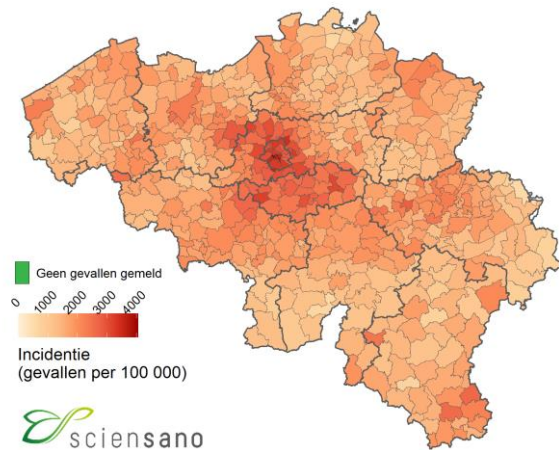 Geen gevallen gemeld
0 1000 2000 3000 4000
Incidentie
(gevallen per 100 000)
sciensano